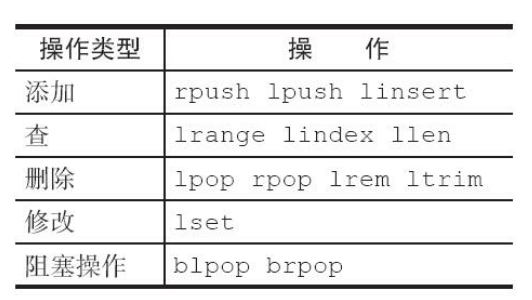 操作类型 操 作
添加 rpush lpush linsert
查 lrange lindex llen
删除 lpop rpop lrem ltrim
修改 lset
阻塞操作 blpop brpop